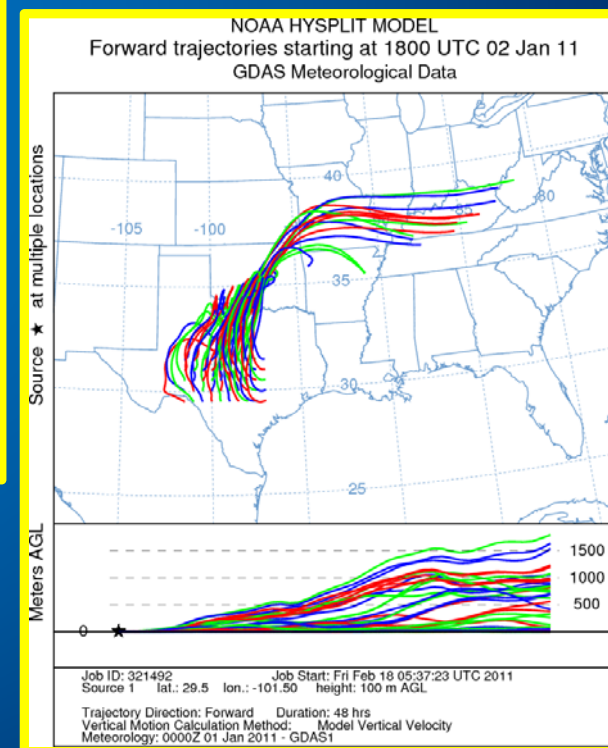 NOAA HYSPLIT MODEL
Forward trajectories starting at 1800 UTC 02 Jan 11
GDAS Meteorological Data
Source ★ at multiple locations
40
-105
-100
-85
-80
35
30
25
Meters AGL
0
1500
1000
500
Job ID: 321492 Job Start: Fri Feb 18 05:37:23 UTC 2011
Source 1 lat.: 29.5 lon.: -101.50 height: 100 m AGL
Trajectory Direction: Forward Duration: 48 hrs
Vertical Motion Calculation Method: Model Vertical Velocity
Meteorology: 0000Z 01 Jan 2011 - GDAS1